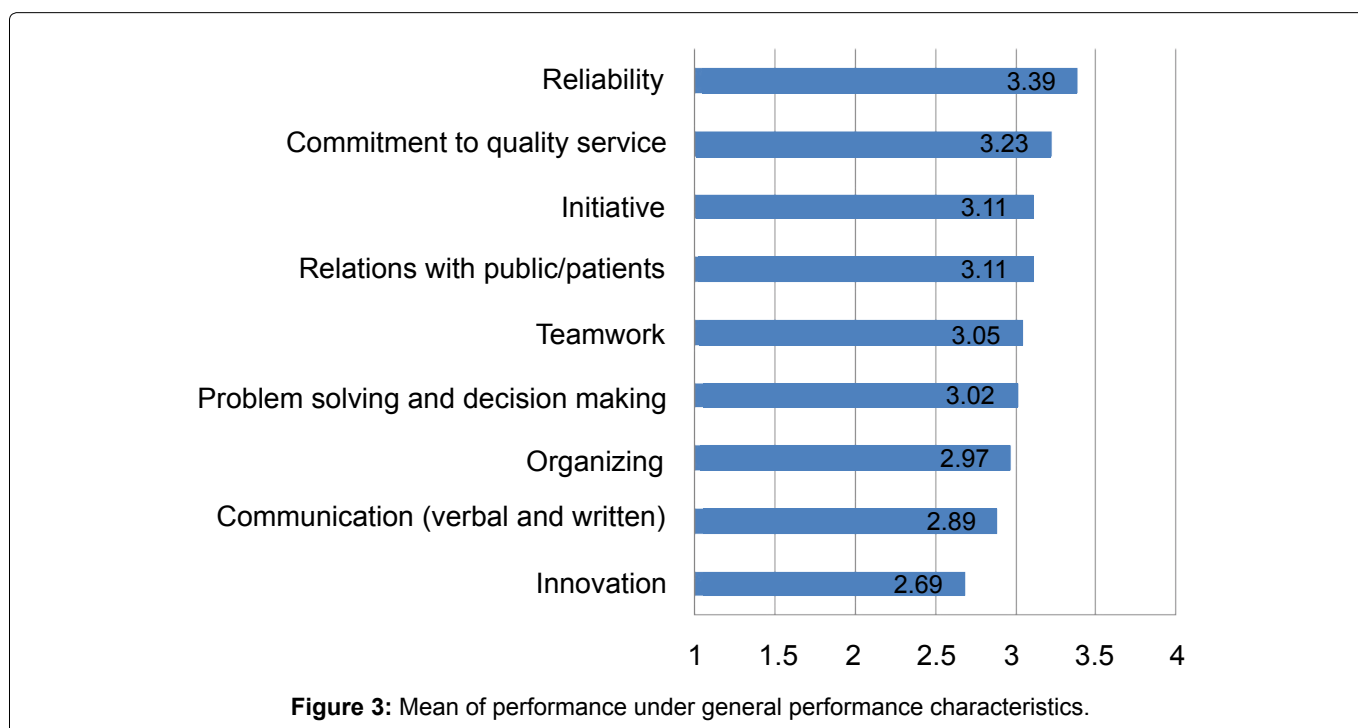 Reliability 3.39
Commitment to quality service 3.23
Initiative 3.11
Relations with public/patients 3.11
Teamwork 3.05
Problem solving and decision making 3.02
Organizing 2.97
Communication (verbal and written) 2.89
Innovation 2.69
1 1.5 2 2.5 3 3.5 4
Figure 3: Mean of performance under general performance characteristics.